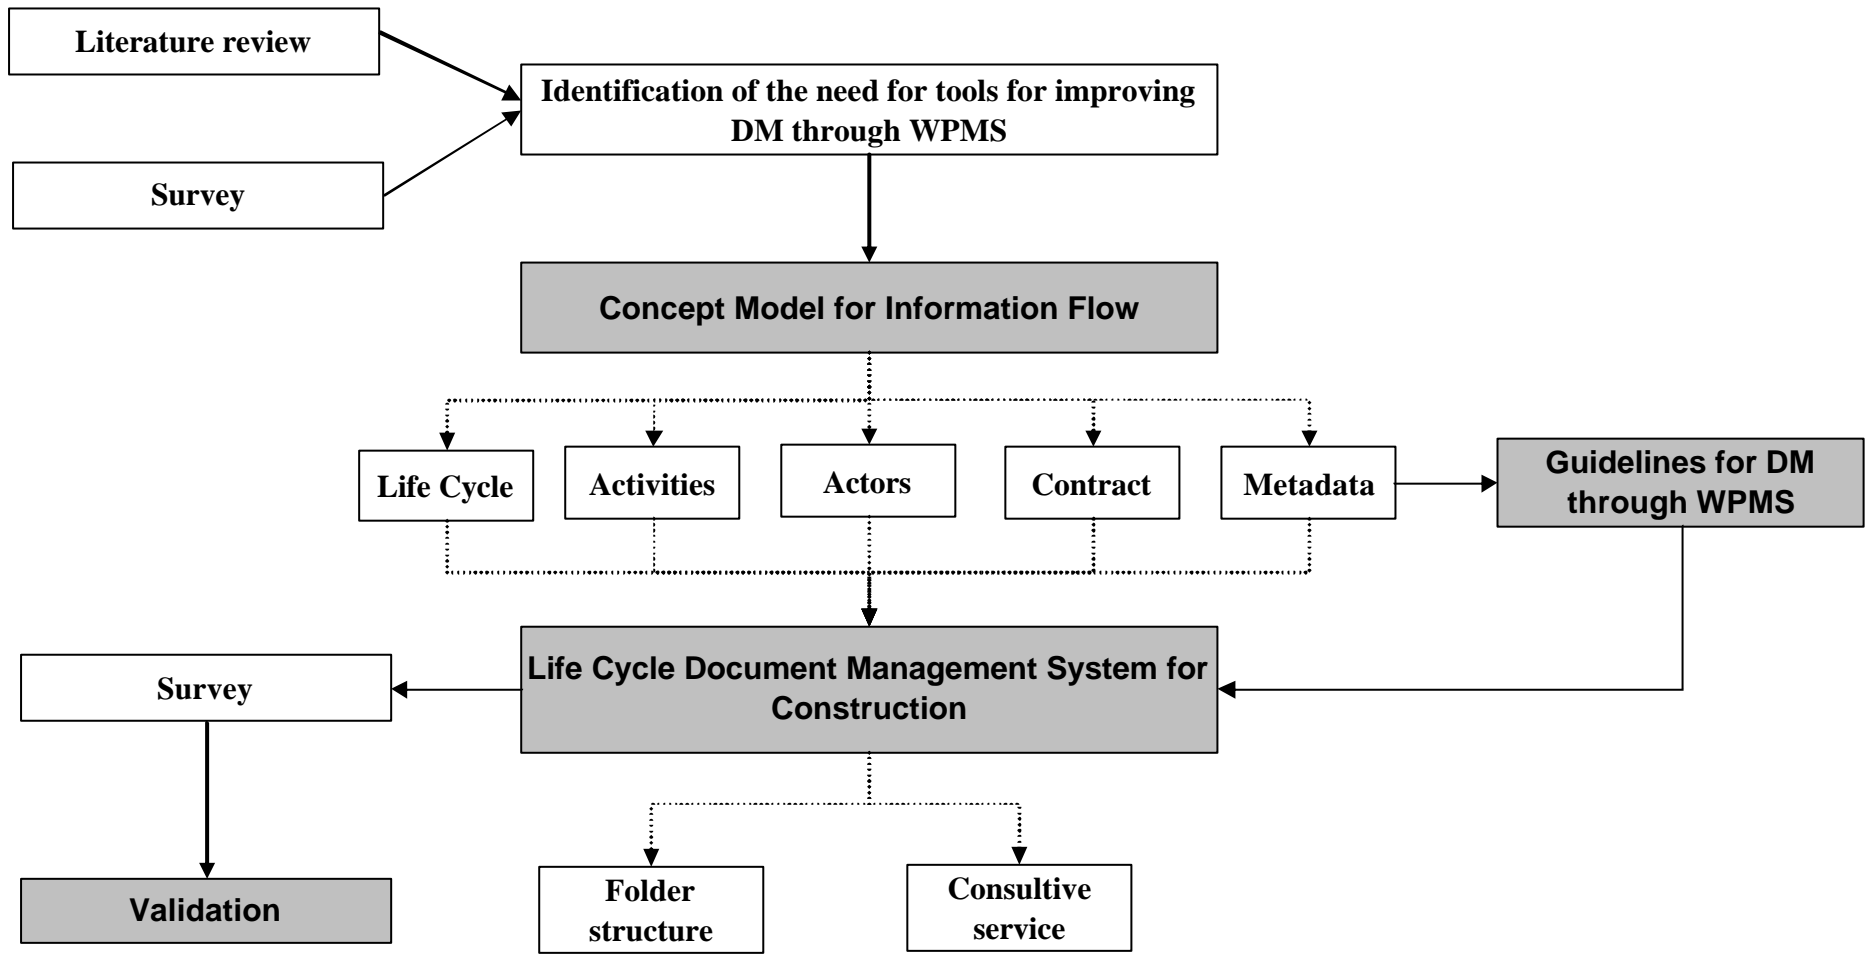 Literature review
Identification of the need for tools for improving
DM through WPMS
Survey
Concept Model for Information Flow
Life Cycle
Activities
Actors
Contract
Metadata
Guidelines for DM
through WPMS
Life Cycle Document Management System for
Construction
Survey
Validation
Folder
structure
Consultive
service